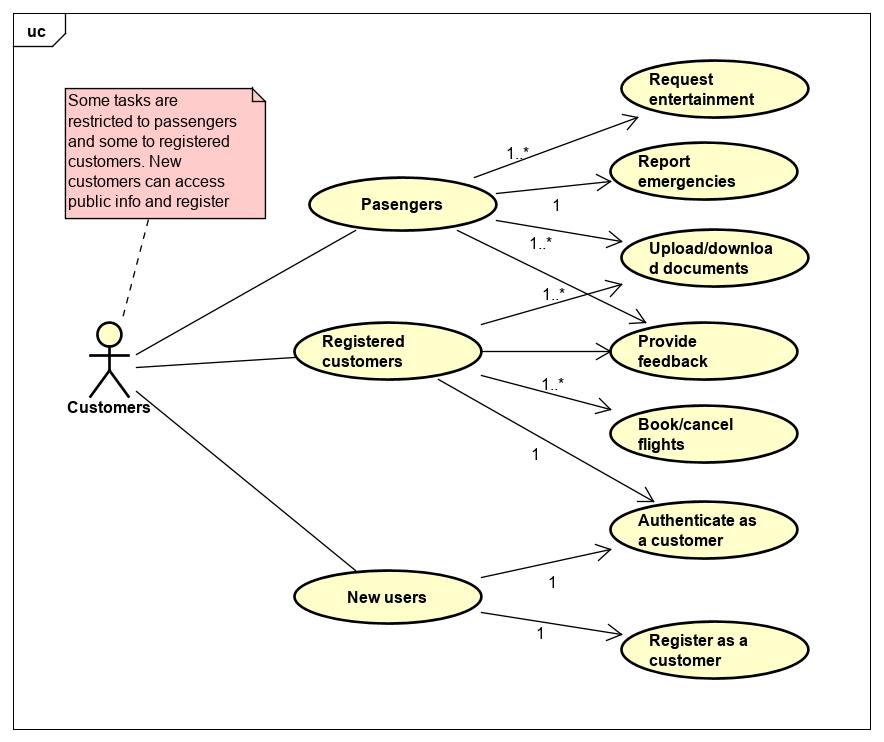 uc
Some tasks are
restricted to passengers
and some to registered
customers. New
customers can access
public info and register
Customers
Pasengers
Registered
customers
New users
1..*
1
1..*
1..*
1..*
1
1
1
Request
entertainment
Report
emergencies
Upload/downloa
d documents
Provide
feedback
Book/cancel
flights
Authenticate as
a customer
Register as a
customer